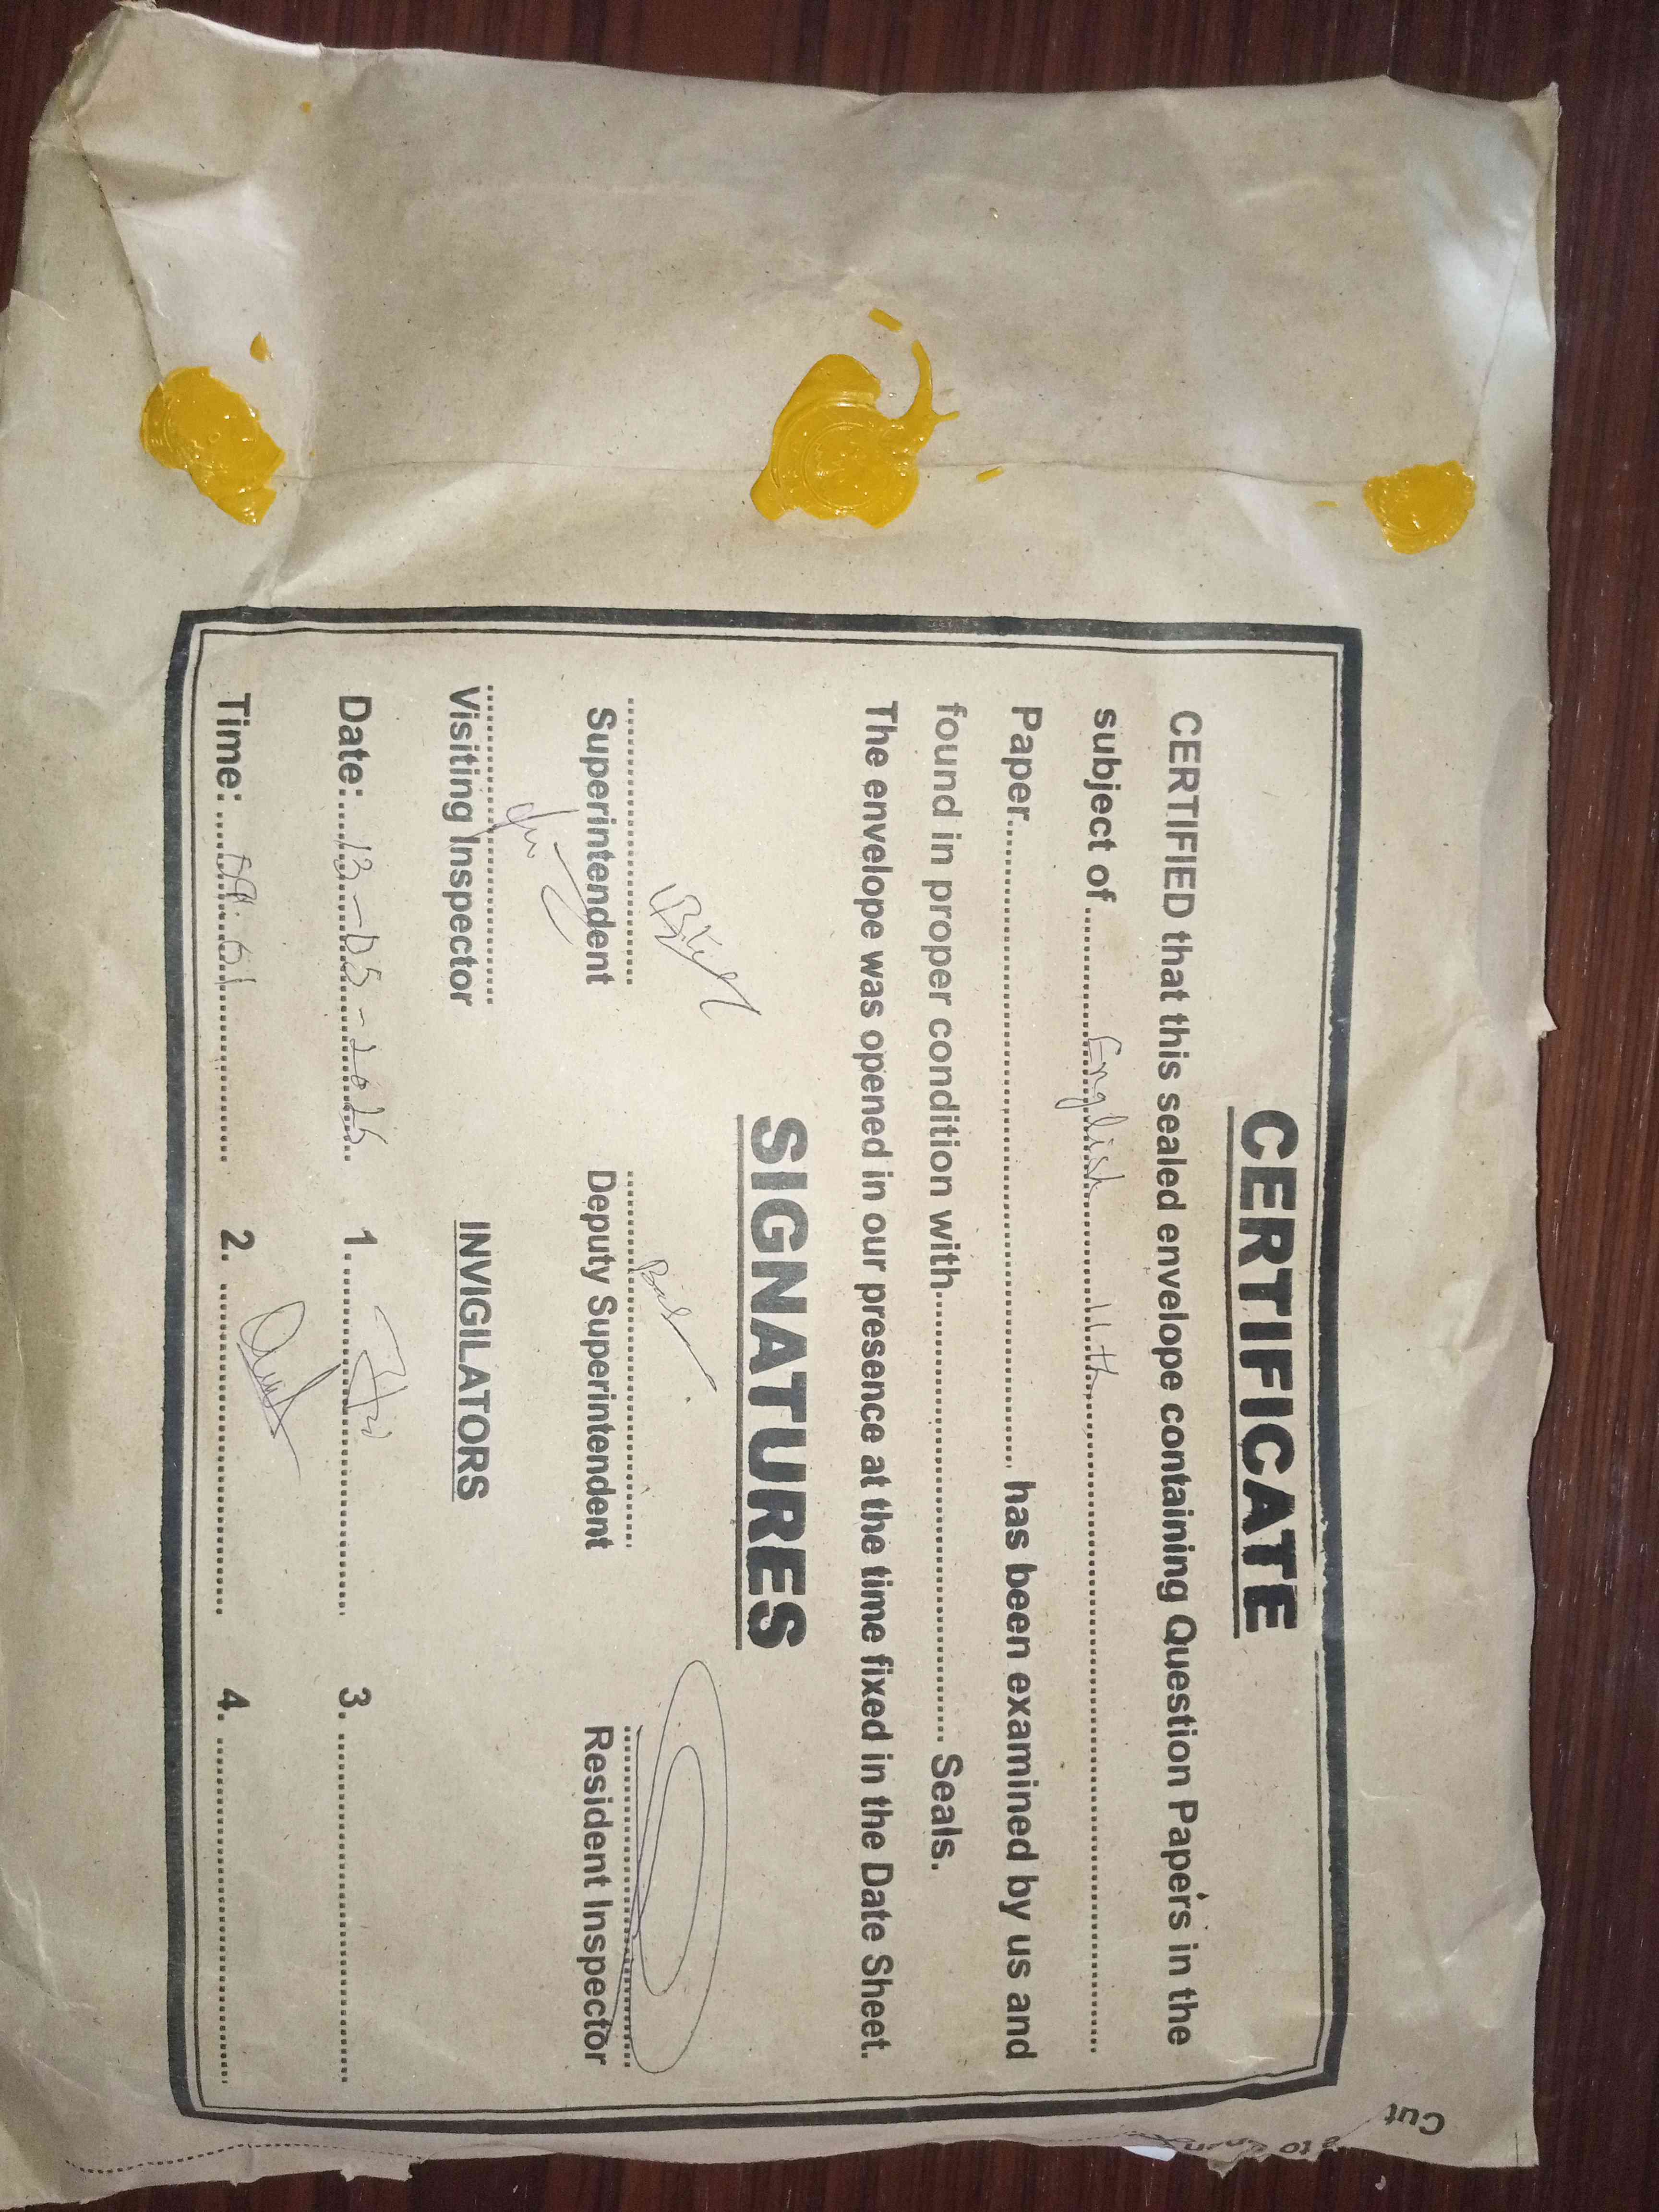 CERTIFICATE
CERTIFIED that this sealed envelope containing Question Papers in the
subject of English 11th
Paper has been examined by us and
found in proper condition with Seals.
The envelope was opened in our presence at the time fixed in the Date Sheet.
SIGNATURES
Superintendent Deputy Superintendent Resident Inspector
Visiting Inspector INVIGILATORS
Date: 13-05-2025 1. 3.
Time: 2. 4.
Cut
to open